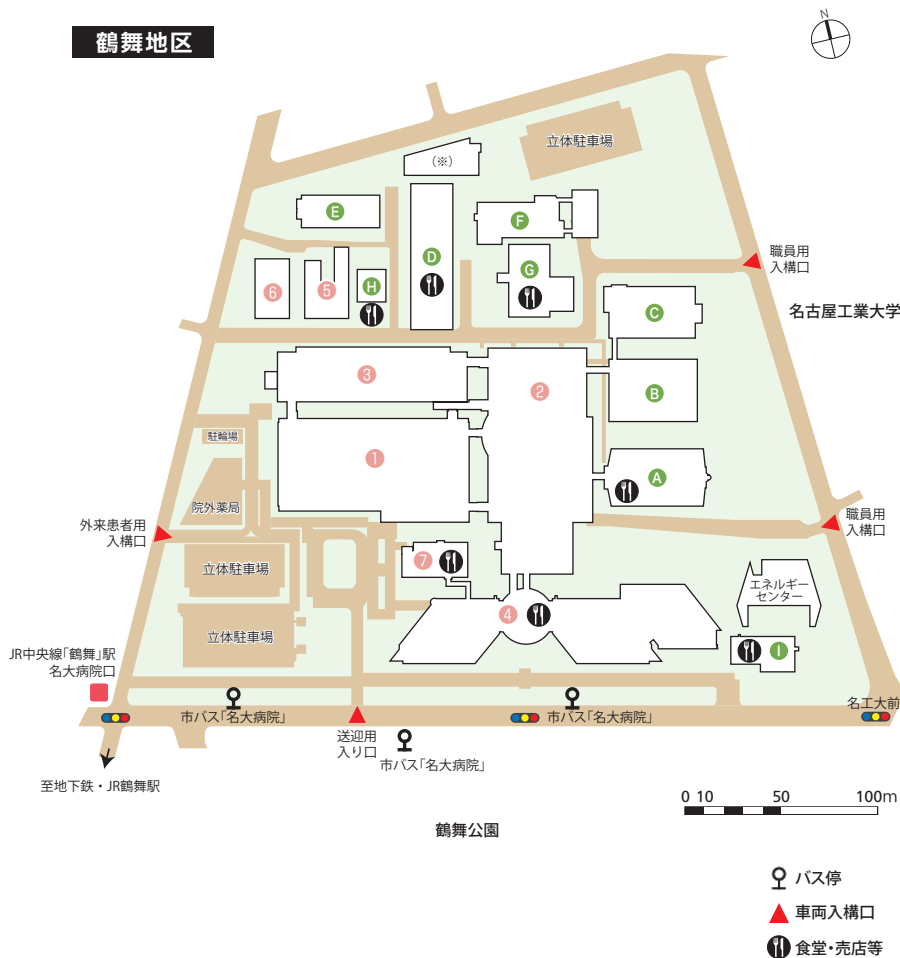 鶴舞地区
N
立体駐車場
(※)
E
F
D
G
6
5
H
職員用
入構口
名古屋工業大学
C
3
2
B
1
A
駐輪場
院外薬局
外来患者用
入構口
職員用
入構口
立体駐車場
7
エネルギー
センター
4
立体駐車場
I
JR中央線「鶴舞」駅
名大病院口
市バス「名大病院」
市バス「名大病院」
名工大前
送迎用
入り口
市バス「名大病院」
至地下鉄・JR鶴舞駅
0 10 50 100m
鶴舞公園
バス停
車両入構口
食堂・売店等